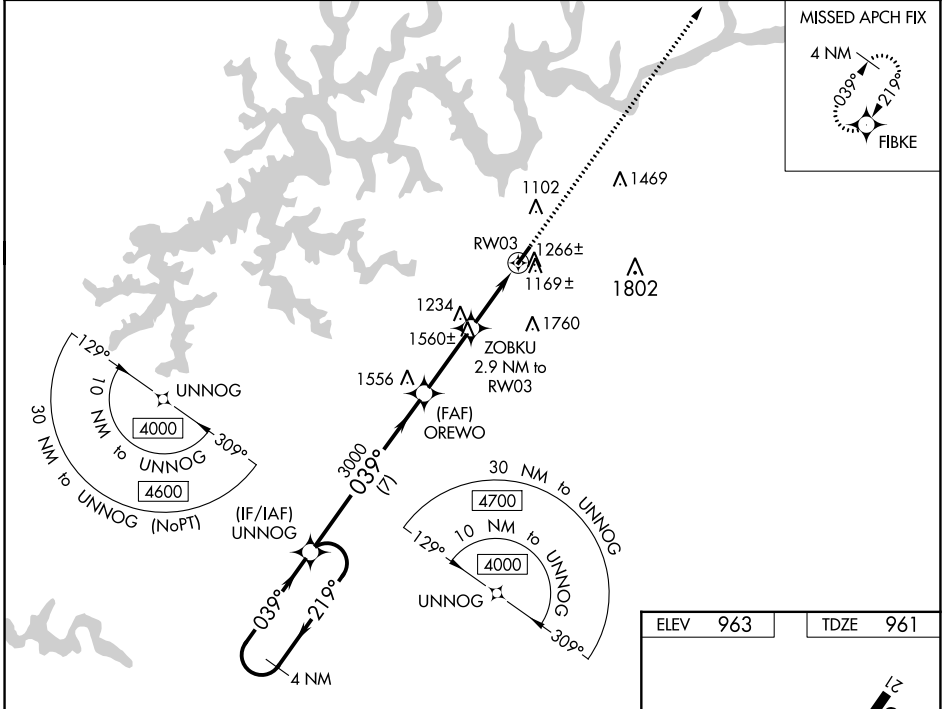 MISSED APCH FIX
4 NM
039°
219°
FIBKE
1469
1102
RW03
1266±
1169±
1802
1234
1560±
1760
ZOBKU
2.9 NM to
RW03
1556
(FAF)
OREWO
129°
UNNOG
10 NM to UNNOG
4000
309°
30 NM to UNNOG (NoPT)
4600
3000
039°
(7)
(IF/IAF)
UNNOG
30 NM to UNNOG
4700
129°
10 NM to UNNOG
4000
UNNOG
309°
039°
219°
4 NM
ELEV 963
TDZE 961
21